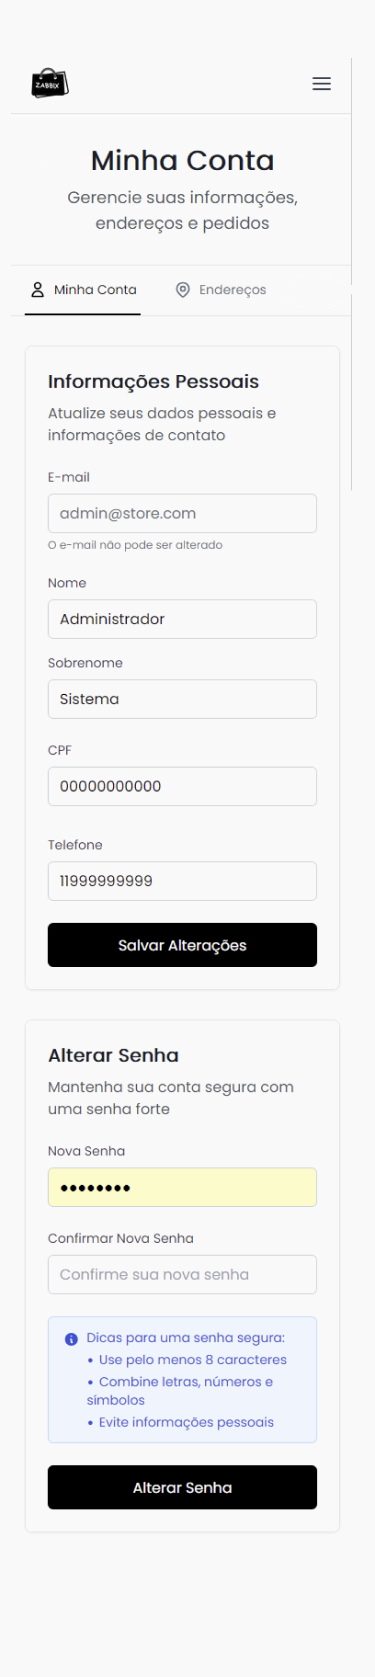 ZABBIX
Minha Conta
Gerencie suas informações,
endereços e pedidos
Minha Conta
Endereços
Informações Pessoais
Atualize seus dados pessoais e
informações de contato
E-mail
admin@store.com
O e-mail não pode ser alterado
Nome
Administrador
Sobrenome
Sistema
CPF
00000000000
Telefone
11999999999
Salvar Alterações
Alterar Senha
Mantenha sua conta segura com
uma senha forte
Nova Senha
••••••••
Confirmar Nova Senha
Confirme sua nova senha
Dicas para uma senha segura:
• Use pelo menos 8 caracteres
• Combine letras, números e
símbolos
• Evite informações pessoais
Alterar Senha